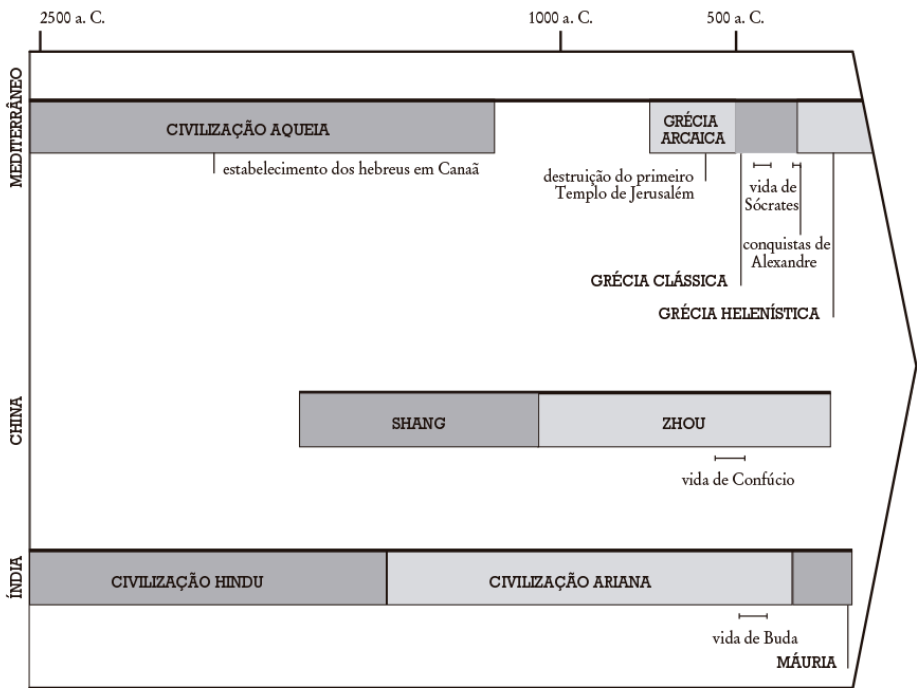 2500 a. C.
1000 a. C.
500 a. C.
MEDITERRÂNEO
CIVILIZAÇÃO AQUEIA
GRÉCIA
ARCAICA
estabelecimento dos hebreus em Canaã
destruição do primeiro
Templo de Jerusalém
vida de
Sócrates
conquistas de
Alexandre
GRÉCIA CLÁSSICA
GRÉCIA HELENÍSTICA
CHINA
SHANG
ZHOU
vida de Confúcio
ÍNDIA
CIVILIZAÇÃO HINDU
CIVILIZAÇÃO ARIANA
vida de Buda
MÁURIA